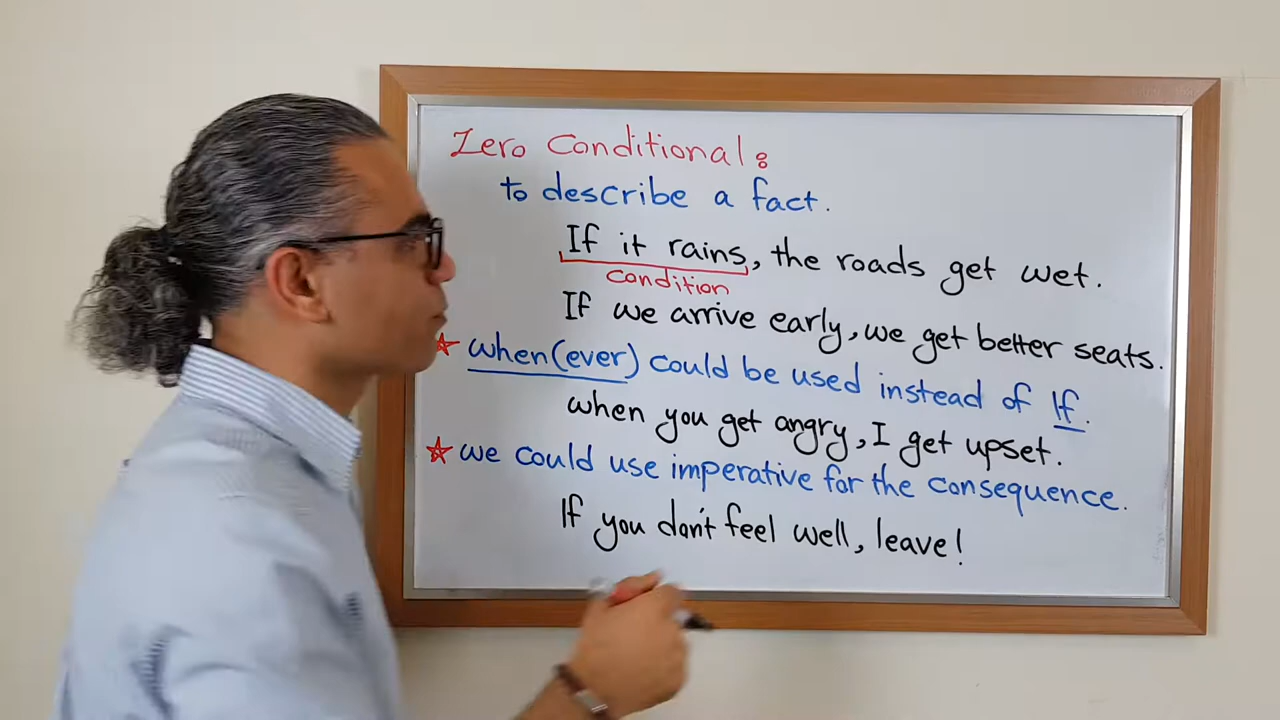 Zero Conditional:
to describe a fact.
If it rains, the roads get wet.
condition
If we arrive early, we get better seats.
when(ever) could be used instead of If.
when you get angry, I get upset.
we could use imperative for the consequence.
If you don't feel well, leave!